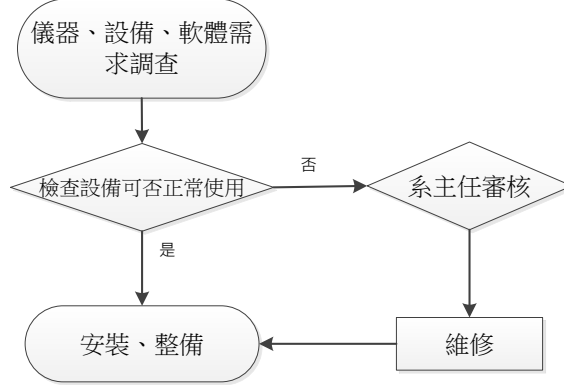 儀器、設備、軟體需
求調查
檢查設備可否正常使用
否
系主任審核
是
安裝、整備
維修